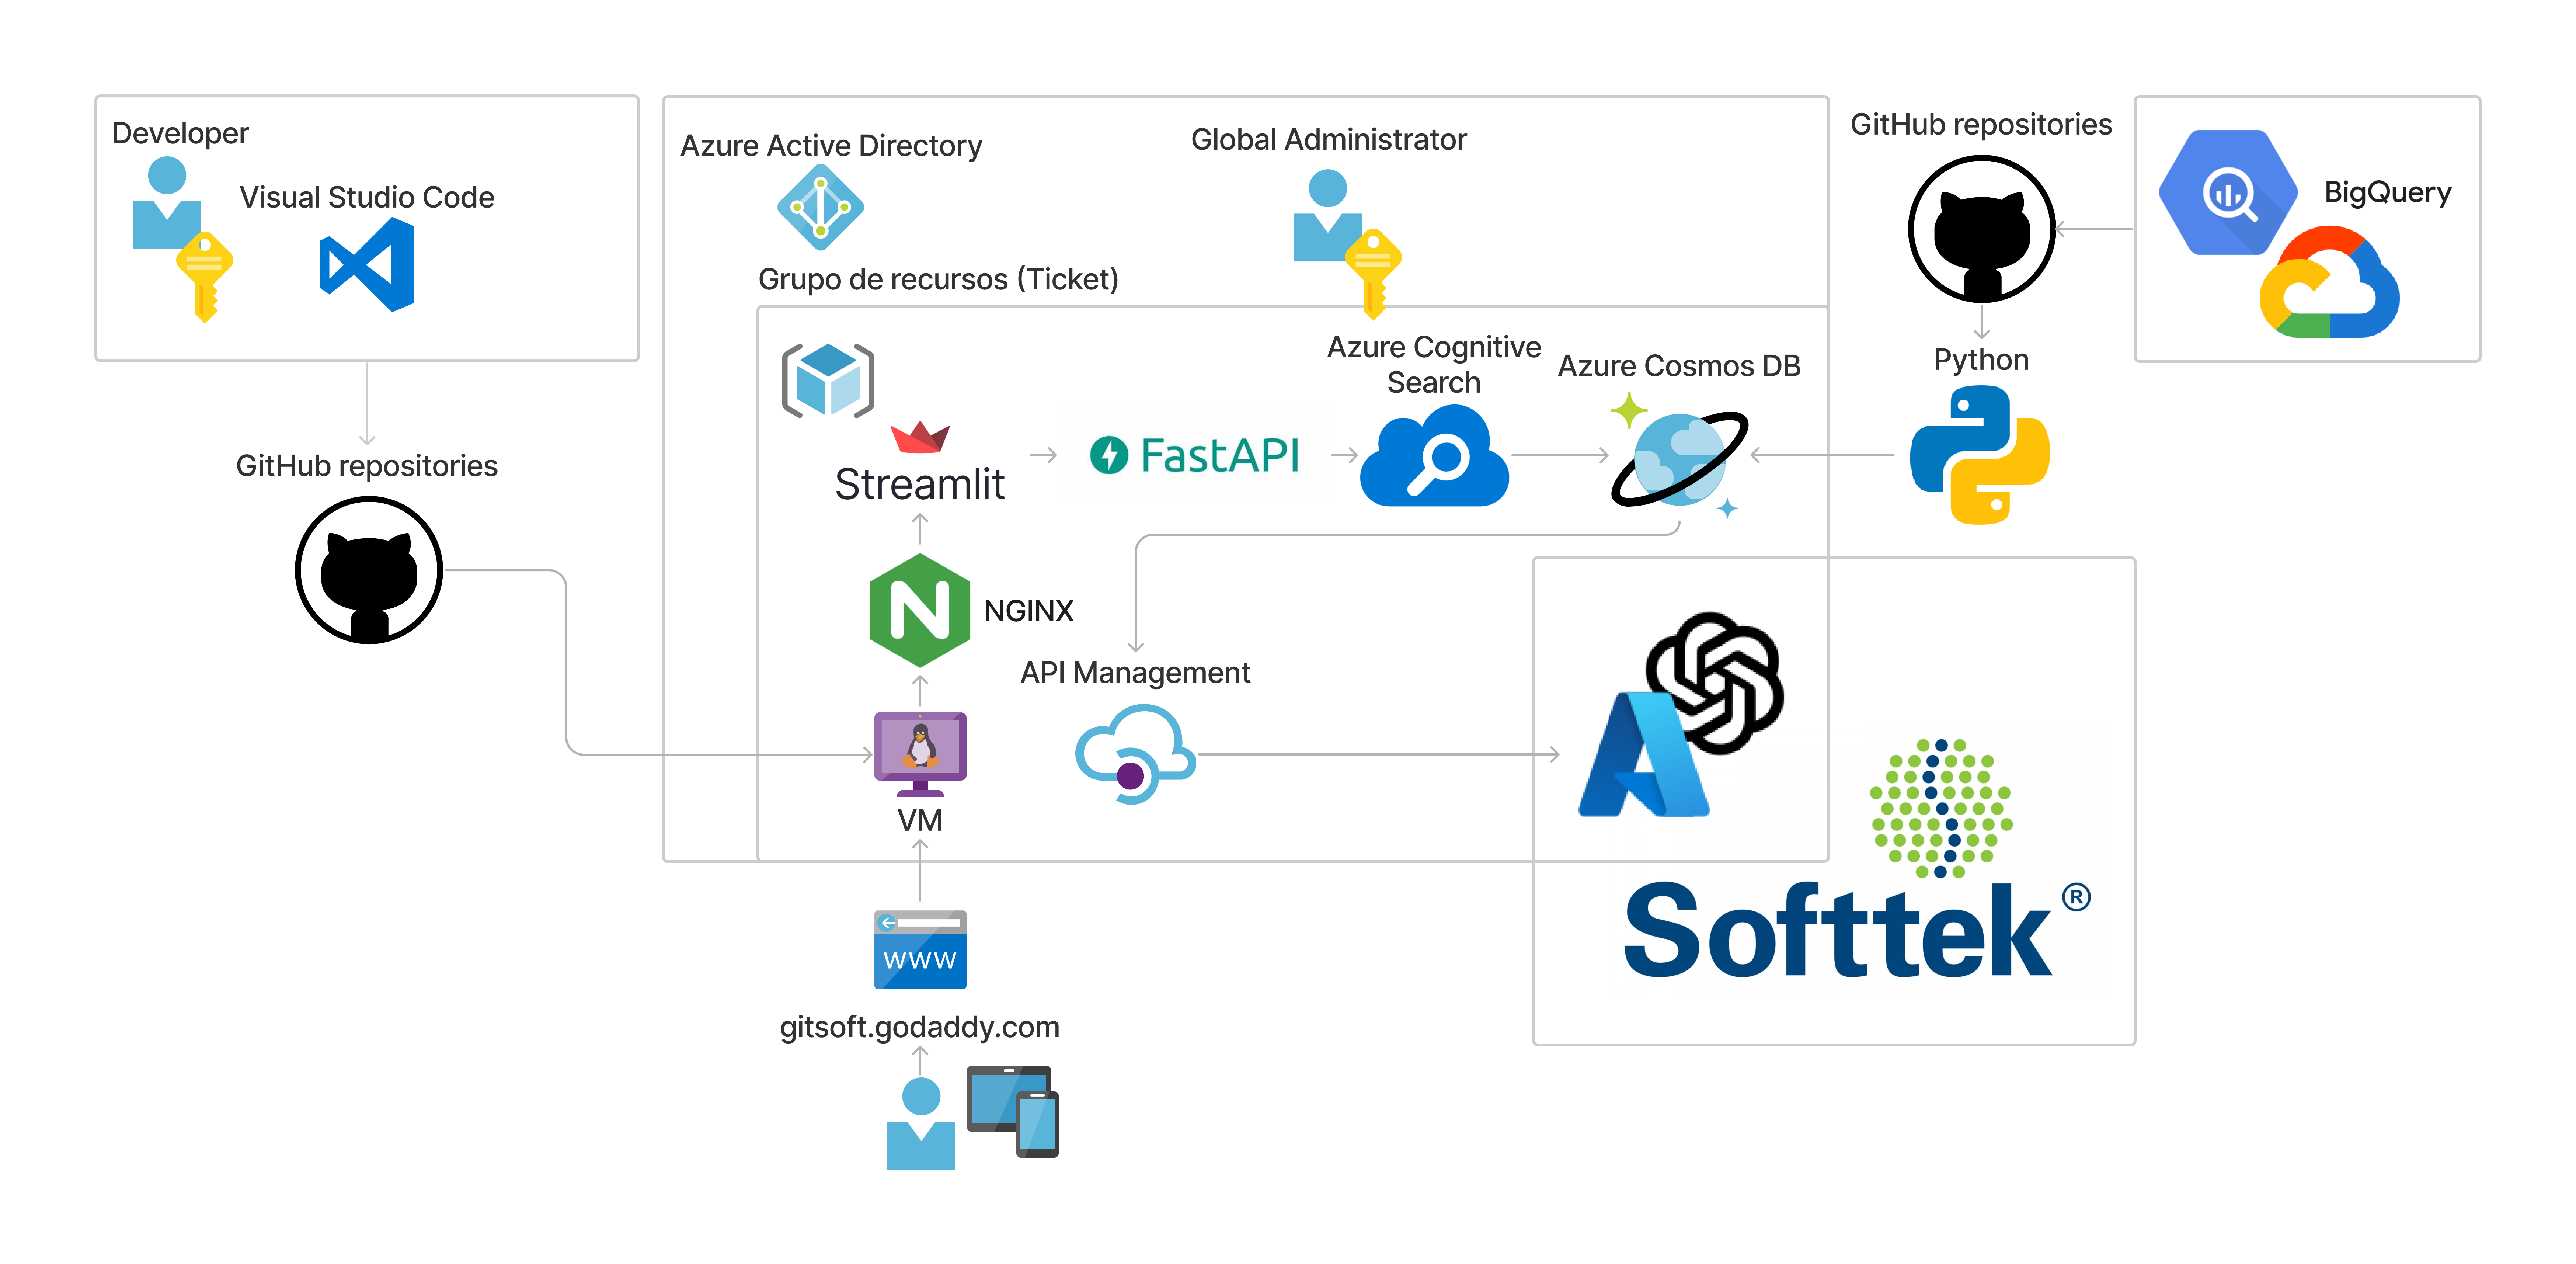 Developer
Visual Studio Code
GitHub repositories
Azure Active Directory
Global Administrator
Grupo de recursos (Ticket)
Azure Cognitive
Search
Azure Cosmos DB
Streamlit
FastAPI
NGINX
API Management
VM
WWW
gitsoft.godaddy.com
GitHub repositories
BigQuery
Python
Softtek®